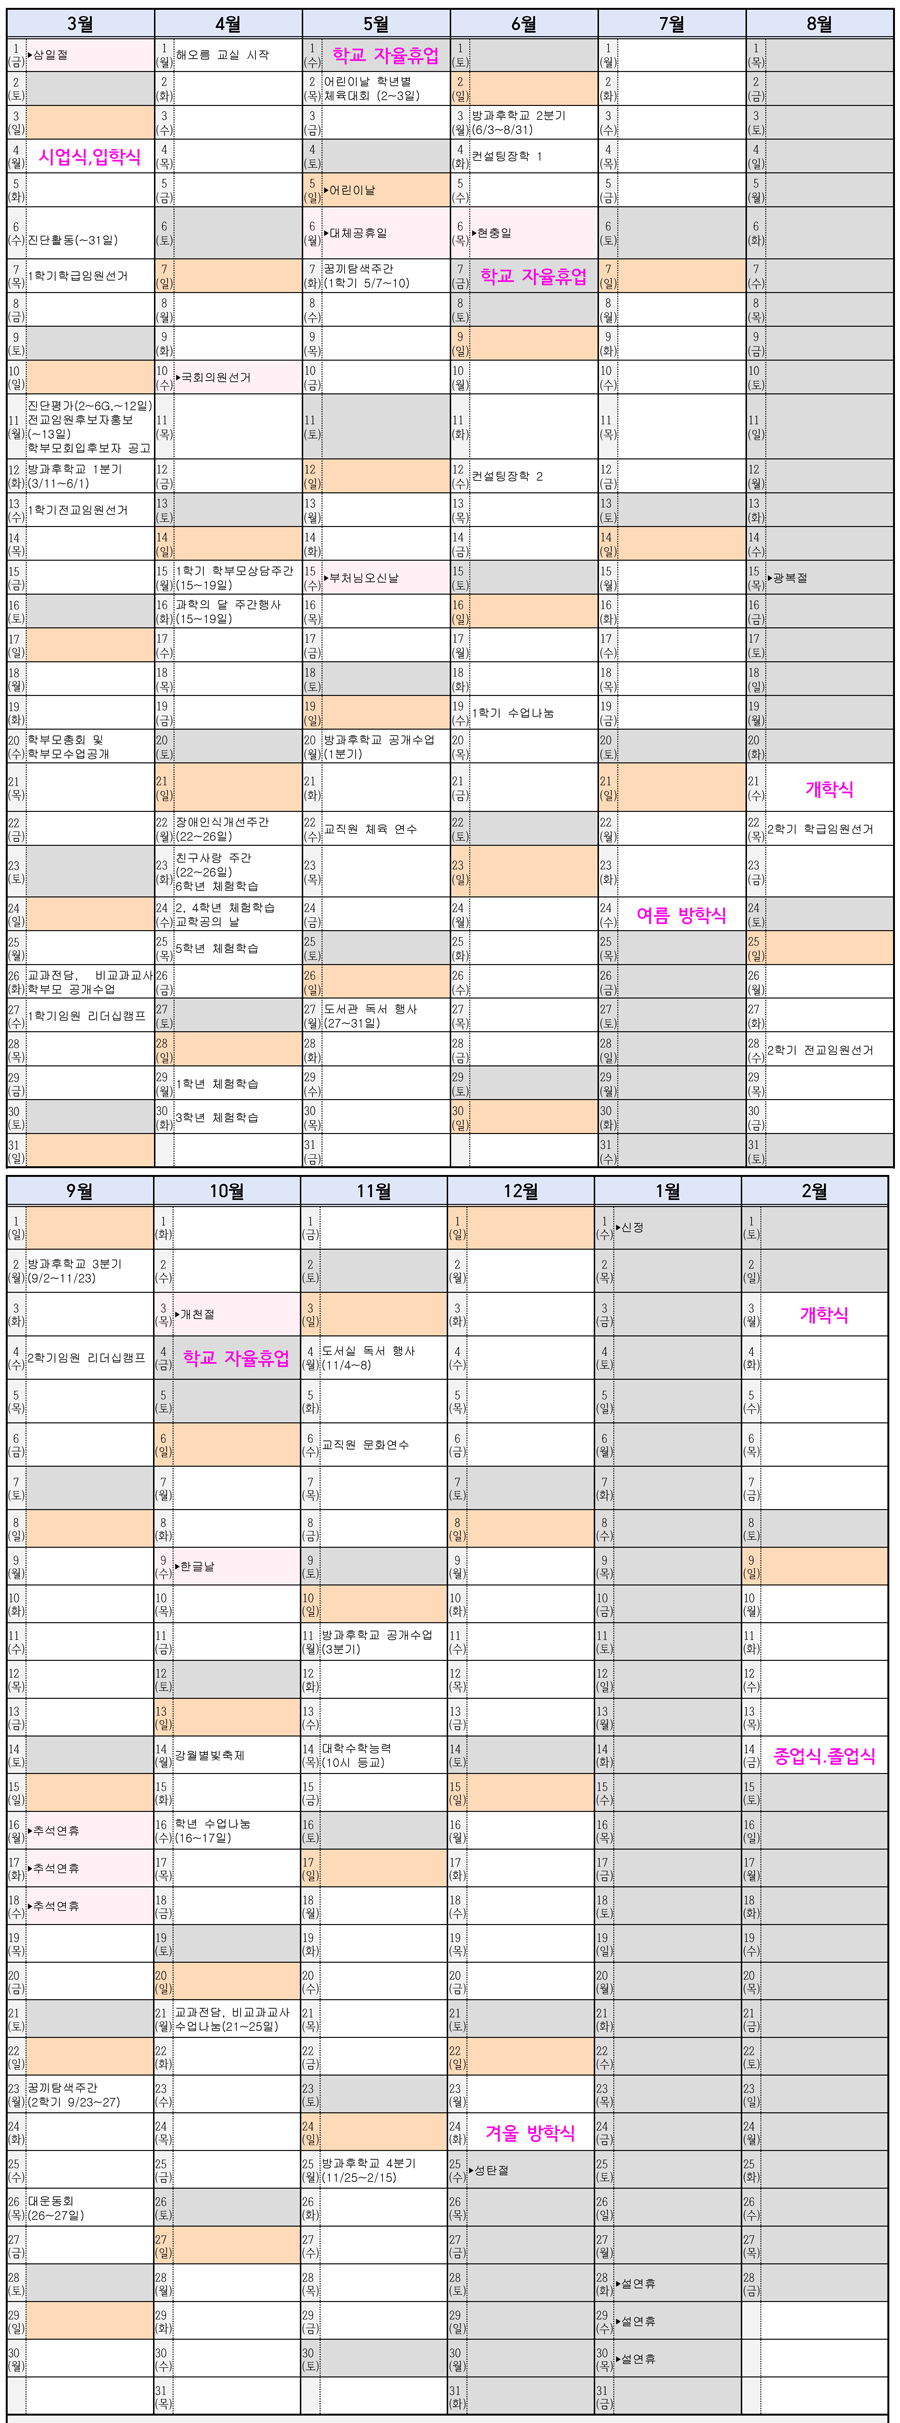 3월 4월 5월 6월 7월 8월
1 (금) ▸삼일절 1 (월) 해오름 교실 시작 1 (수) 학교 자율휴업 1 (토) 1 (월) 1 (목)
2 (토) 2 (화) 2 (목) 어린이날 학년별 체육대회 (2~3일) 2 (일) 2 (화) 2 (금)
3 (일) 3 (수) 3 (금) 3 (월) 방과후학교 2분기 (6/3~8/31) 3 (수) 3 (토)
4 (월) 시업식,입학식 4 (목) 4 (토) 4 (화) 컨설팅장학 1 4 (목) 4 (일)
5 (화) 5 (금) 5 (일) ▸어린이날 5 (수) 5 (금) 5 (월)
6 (수) 진단활동(~31일) 6 (토) 6 (월) ▸대체공휴일 6 (목) ▸현충일 6 (토) 6 (화)
7 (목) 1학기학급임원선거 7 (일) 7 (화) 꿈끼탐색주간 (1학기 5/7~10) 7 (금) 학교 자율휴업 7 (일) 7 (수)
8 (금) 8 (월) 8 (수) 8 (토) 8 (월) 8 (목)
9 (토) 9 (화) 9 (목) 9 (일) 9 (화) 9 (금)
10 (일) 10 (수) ▸국회의원선거 10 (금) 10 (월) 10 (수) 10 (토)
11 (월) 진단평가(2~6G,~12일) 전교임원후보자홍보 (~13일) 학부모회입후보자 공고 11 (목) 11 (토) 11 (화) 11 (목) 11 (일)
12 (화) 방과후학교 1분기 (3/11~6/1) 12 (금) 12 (일) 12 (수) 컨설팅장학 2 12 (금) 12 (월)
13 (수) 1학기전교임원선거 13 (토) 13 (월) 13 (목) 13 (토) 13 (화)
14 (목) 14 (일) 14 (화) 14 (금) 14 (일) 14 (수)
15 (금) 15 (월) 1학기 학부모상담주간 (15~19일) 15 (수) ▸부처님오신날 15 (토) 15 (월) 15 (목) ▸광복절
16 (토) 16 (화) 과학의 달 주간행사 (15~19일) 16 (목) 16 (일) 16 (화) 16 (금)
17 (일) 17 (수) 17 (금) 17 (월) 17 (수) 17 (토)
18 (월) 18 (목) 18 (토) 18 (화) 18 (목) 18 (일)
19 (화) 19 (금) 19 (일) 19 (수) 1학기 수업나눔 19 (금) 19 (월)
20 (수) 학부모총회 및 학부모수업공개 20 (토) 20 (월) 방과후학교 공개수업 (1분기) 20 (목) 20 (토) 20 (화)
21 (목) 21 (일) 21 (화) 21 (금) 21 (일) 21 (수) 개학식
22 (금) 22 (월) 장애인식개선주간 (22~26일) 22 (수) 교직원 체육 연수 22 (토) 22 (월) 22 (목) 2학기 학급임원선거
23 (토) 23 (화) 친구사랑 주간 (22~26일) 6학년 체험학습 23 (목) 23 (일) 23 (화) 23 (금)
24 (일) 24 (수) 2, 4학년 체험학습 교학공의 날 24 (금) 24 (월) 24 (수) 여름 방학식 24 (토)
25 (월) 25 (목) 5학년 체험학습 25 (토) 25 (화) 25 (목) 25 (일)
26 (화) 교과전담, 비교과교사 학부모 공개수업 26 (금) 26 (일) 26 (수) 26 (금) 26 (월)
27 (수) 1학기임원 리더십캠프 27 (토) 27 (월) 도서관 독서 행사 (27~31일) 27 (목) 27 (토) 27 (화)
28 (목) 28 (일) 28 (화) 28 (금) 28 (일) 28 (수) 2학기 전교임원선거
29 (금) 29 (월) 1학년 체험학습 29 (수) 29 (토) 29 (월) 29 (목)
30 (토) 30 (화) 3학년 체험학습 30 (목) 30 (일) 30 (화) 30 (금)
31 (일) 31 (금) 31 (수) 31 (토)
9월 10월 11월 12월 1월 2월
1 (일) 1 (화) 1 (금) 1 (일) 1 (수) ▸신정 1 (토)
2 (월) 방과후학교 3분기 (9/2~11/23) 2 (수) 2 (토) 2 (월) 2 (목) 2 (일)
3 (화) 3 (목) ▸개천절 3 (일) 3 (화) 3 (금) 3 (월) 개학식
4 (수) 2학기임원 리더십캠프 4 (금) 학교 자율휴업 4 (월) 도서실 독서 행사 (11/4~8) 4 (수) 4 (토) 4 (화)
5 (목) 5 (토) 5 (화) 5 (목) 5 (일) 5 (수)
6 (금) 6 (일) 6 (수) 교직원 문화연수 6 (금) 6 (월) 6 (목)
7 (토) 7 (월) 7 (목) 7 (토) 7 (화) 7 (금)
8 (일) 8 (화) 8 (금) 8 (일) 8 (수) 8 (토)
9 (월) 9 (수) ▸한글날 9 (토) 9 (월) 9 (목) 9 (일)
10 (화) 10 (목) 10 (일) 10 (화) 10 (금) 10 (월)
11 (수) 11 (금) 11 (월) 방과후학교 공개수업 (3분기) 11 (수) 11 (토) 11 (화)
12 (목) 12 (토) 12 (화) 12 (목) 12 (일) 12 (수)
13 (금) 13 (일) 13 (수) 13 (금) 13 (월) 13 (목)
14 (토) 14 (월) 강월별빛축제 14 (목) 대학수학능력 (10시 등교) 14 (토) 14 (화) 14 (금) 종업식.졸업식
15 (일) 15 (화) 15 (금) 15 (일) 15 (수) 15 (토)
16 (월) ▸추석연휴 16 (수) 학년 수업나눔 (16~17일) 16 (토) 16 (월) 16 (목) 16 (일)
17 (화) ▸추석연휴 17 (목) 17 (일) 17 (화) 17 (금) 17 (월)
18 (수) ▸추석연휴 18 (금) 18 (월) 18 (수) 18 (토) 18 (화)
19 (목) 19 (토) 19 (화) 19 (목) 19 (일) 19 (수)
20 (금) 20 (일) 20 (수) 20 (금) 20 (월) 20 (목)
21 (토) 21 (월) 교과전담, 비교과교사 수업나눔(21~25일) 21 (목) 21 (토) 21 (화) 21 (금)
22 (일) 22 (화) 22 (금) 22 (일) 22 (수) 22 (토)
23 (월) 꿈끼탐색주간 (2학기 9/23~27) 23 (수) 23 (토) 23 (월) 23 (목) 23 (일)
24 (화) 24 (목) 24 (일) 24 (화) 겨울 방학식 24 (금) 24 (월)
25 (수) 25 (금) 25 (월) 방과후학교 4분기 (11/25~2/15) 25 (수) ▸성탄절 25 (토) 25 (화)
26 (목) 대운동회 (26~27일) 26 (토) 26 (화) 26 (목) 26 (일) 26 (수)
27 (금) 27 (일) 27 (수) 27 (금) 27 (월) 27 (목)
28 (토) 28 (월) 28 (목) 28 (토) 28 (화) ▸설연휴 28 (금)
29 (일) 29 (화) 29 (금) 29 (일) 29 (수) ▸설연휴
30 (월) 30 (수) 30 (토) 30 (월) 30 (목) ▸설연휴
31 (목) 31 (화) 31 (금)